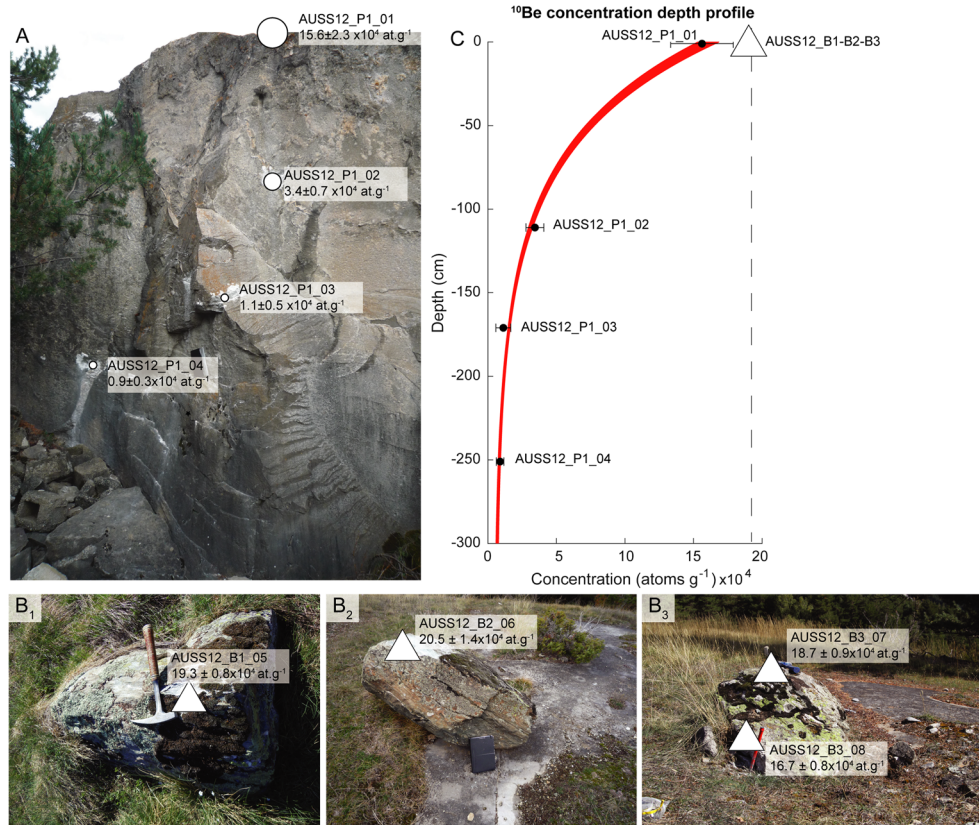 A
AUSS12_P1_01
15.6±2.3 x10⁴ at.g⁻¹
AUSS12_P1_02
3.4±0.7 x10⁴ at.g⁻¹
AUSS12_P1_03
1.1±0.5 x10⁴ at.g⁻¹
AUSS12_P1_04
0.9±0.3x10⁴ at.g⁻¹
¹⁰Be concentration depth profile
C
AUSS12_P1_01
AUSS12_B1-B2-B3
AUSS12_P1_02
AUSS12_P1_03
AUSS12_P1_04
Depth (cm)
0
-50
-100
-150
-200
-250
-300
0
5
10
15
20
Concentration (atoms g⁻¹) x10⁴
B₁
AUSS12_B1_05
19.3 ± 0.8x10⁴ at.g⁻¹
B₂
AUSS12_B2_06
20.5 ± 1.4x10⁴ at.g⁻¹
B₃
AUSS12_B3_07
18.7 ± 0.9x10⁴ at.g⁻¹
AUSS12_B3_08
16.7 ± 0.8x10⁴ at.g⁻¹